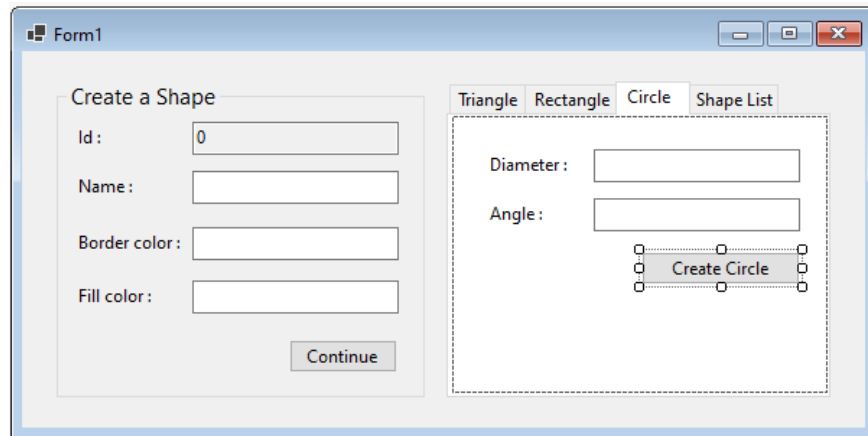 Form1
Create a Shape
Id :
0
Name :
Border color :
Fill color :
Continue
Triangle Rectangle Circle Shape List
Diameter :
Angle :
Create Circle